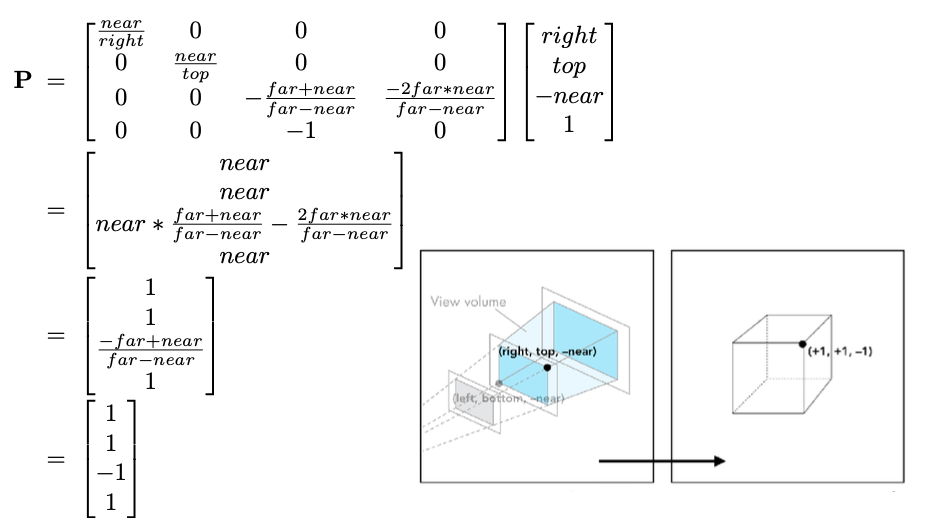 P = [ near/right 0 0 0 ] [ right ]
[ 0 near/top 0 0 ] [ top ]
[ 0 0 −far+near/far−near −2far∗near/far−near ] [ −near ]
[ 0 0 −1 0 ] [ 1 ]
= [ near ]
[ near ]
[ near ∗ far+near/far−near − 2far∗near/far−near ]
[ near ]
= [ 1 ]
[ 1 ]
[ −far+near/far−near ]
[ 1 ]
= [ 1 ]
[ 1 ]
[ −1 ]
[ 1 ]
View volume
(right, top, –near)
(left, bottom, –near)
(+1, +1, –1)